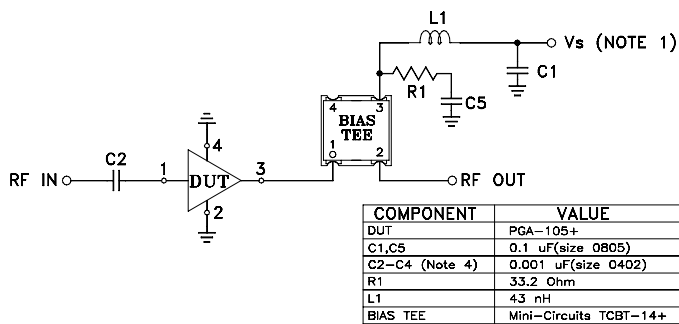 L1
Vs (NOTE 1)
C1
R1
C5
4 3
BIAS
TEE
1 2
4
C2
RF IN
1
DUT
3
RF OUT
2
COMPONENT VALUE
DUT PGA-105+
C1,C5 0.1 uF(size 0805)
C2-C4 (Note 4) 0.001 uF(size 0402)
R1 33.2 Ohm
L1 43 nH
BIAS TEE Mini-Circuits TCBT-14+